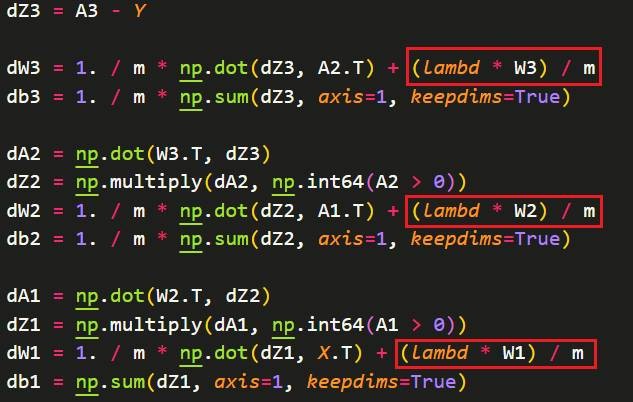 dZ3 = A3 - Y
dW3 = 1. / m * np.dot(dZ3, A2.T) + (lambd * W3) / m
db3 = 1. / m * np.sum(dZ3, axis=1, keepdims=True)
dA2 = np.dot(W3.T, dZ3)
dZ2 = np.multiply(dA2, np.int64(A2 > 0))
dW2 = 1. / m * np.dot(dZ2, A1.T) + (lambd * W2) / m
db2 = 1. / m * np.sum(dZ2, axis=1, keepdims=True)
dA1 = np.dot(W2.T, dZ2)
dZ1 = np.multiply(dA1, np.int64(A1 > 0))
dW1 = 1. / m * np.dot(dZ1, X.T) + (lambd * W1) / m
db1 = np.sum(dZ1, axis=1, keepdims=True)